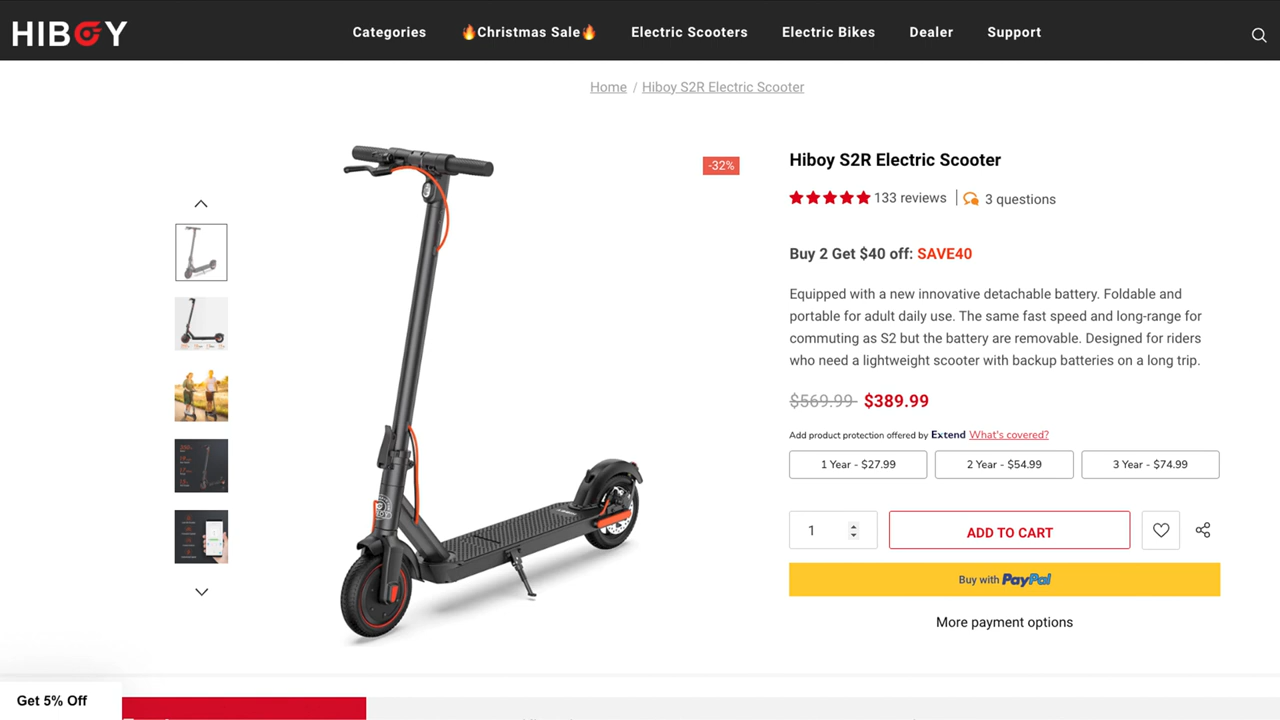 HIBOY
Categories
🔥Christmas Sale🔥
Electric Scooters
Electric Bikes
Dealer
Support
Home / Hiboy S2R Electric Scooter
-32%
Hiboy S2R Electric Scooter
133 reviews
3 questions
Buy 2 Get $40 off: SAVE40
Equipped with a new innovative detachable battery. Foldable and
portable for adult daily use. The same fast speed and long-range for
commuting as S2 but the battery are removable. Designed for riders
who need a lightweight scooter with backup batteries on a long trip.
$569.99 $389.99
Add product protection offered by Extend What's covered?
1 Year - $27.99
2 Year - $54.99
3 Year - $74.99
1
ADD TO CART
Buy with PayPal
More payment options
Get 5% Off